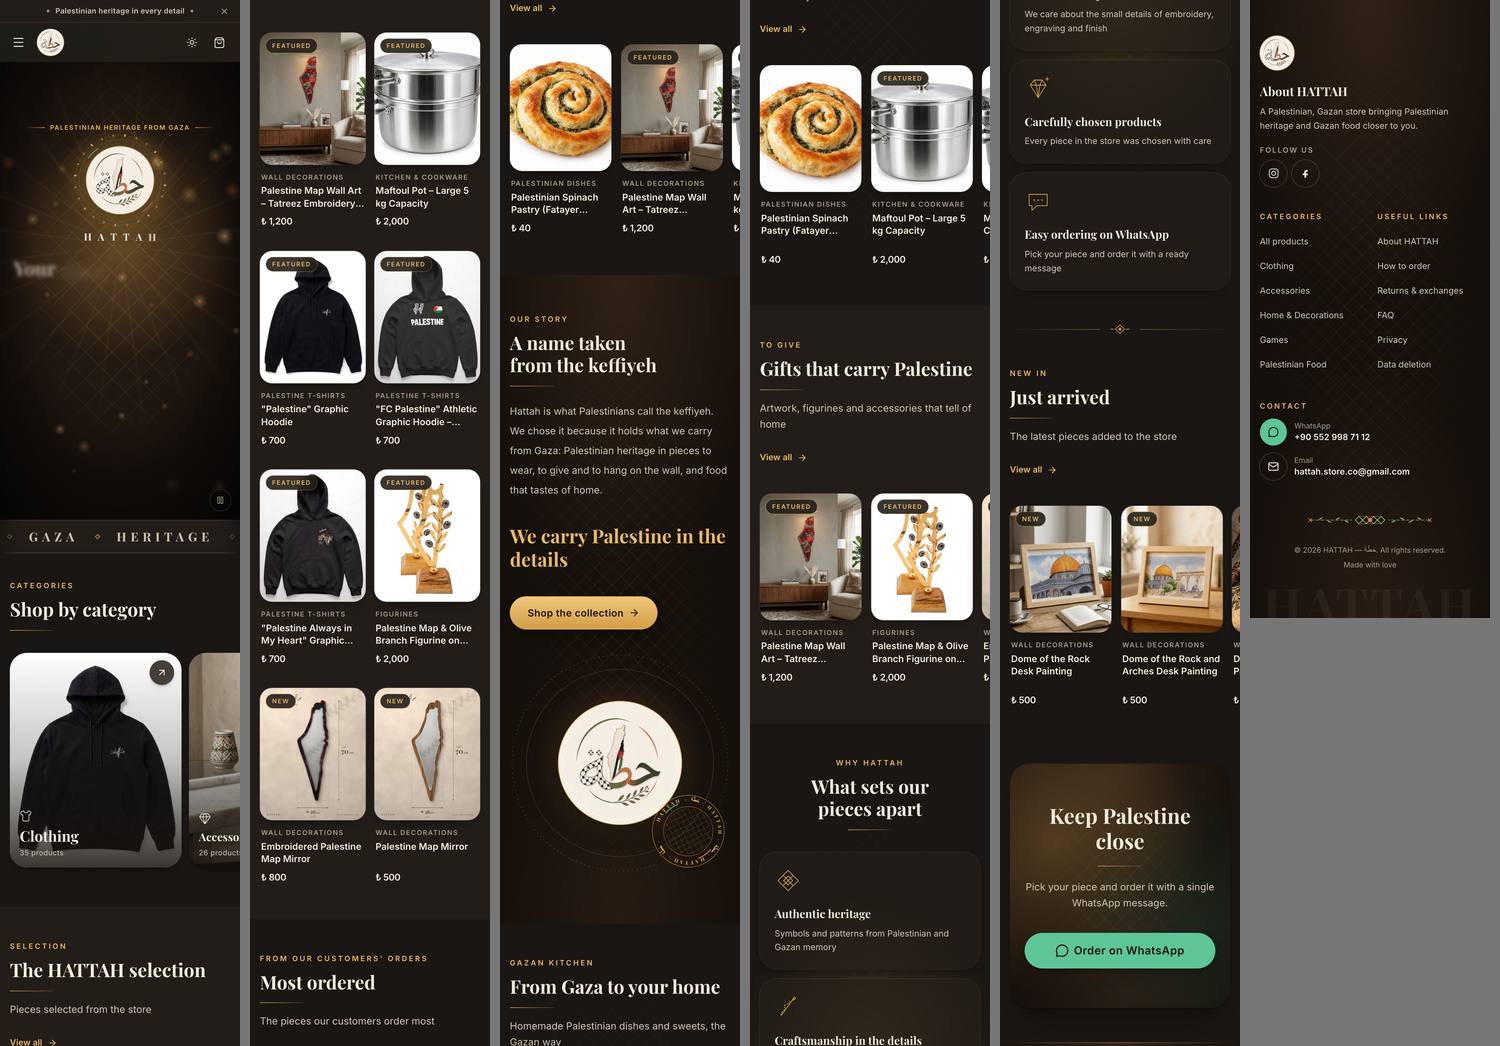 Palestinian heritage in every detail
PALESTINIAN HERITAGE FROM GAZA
حطة
HATTAH
Your
GAZA
HERITAGE
CATEGORIES
Shop by category
Clothing
35 products
26
SELECTION
The HATTAH selection
Pieces selected from the store
View all
FEATURED
FEATURED
WALL DECORATIONS
Palestine Map Wall Art
– Tatreez Embroidery...
₺ 1,200
KITCHEN & COOKWARE
Maftoul Pot – Large 5
kg Capacity
₺ 2,000
FEATURED
FEATURED
PALESTINE
PALESTINE T-SHIRTS
"Palestine" Graphic
Hoodie
₺ 700
PALESTINE T-SHIRTS
"FC Palestine" Athletic
Graphic Hoodie –...
₺ 700
FEATURED
FEATURED
PALESTINE T-SHIRTS
"Palestine Always in
My Heart" Graphic...
₺ 700
FIGURINES
Palestine Map & Olive
Branch Figurine on...
₺ 2,000
NEW
NEW
70
70
WALL DECORATIONS
Embroidered Palestine
Map Mirror
₺ 800
WALL DECORATIONS
Palestine Map Mirror
₺ 500
FROM OUR CUSTOMERS' ORDERS
Most ordered
The pieces our customers order most
View all
FEATURED
PALESTINIAN DISHES
Palestinian Spinach
Pastry (Fatayer...
₺ 40
WALL DECORATIONS
Palestine Map Wall
Art – Tatreez...
₺ 1,200
OUR STORY
A name taken
from the keffiyeh
Hattah is what Palestinians call the keffiyeh.
We chose it because it holds what we carry
from Gaza: Palestinian heritage in pieces to
wear, to give and to hang on the wall, and food
that tastes of home.
We carry Palestine in the
details
Shop the collection
حطة
HATTAH
GAZAN KITCHEN
From Gaza to your home
Homemade Palestinian dishes and sweets, the
Gazan way
View all
FEATURED
PALESTINIAN DISHES
Palestinian Spinach
Pastry (Fatayer...
₺ 40
KITCHEN & COOKWARE
Maftoul Pot – Large 5
kg Capacity
₺ 2,000
TO GIVE
Gifts that carry Palestine
Artwork, figurines and accessories that tell of
home
View all
FEATURED
FEATURED
WALL DECORATIONS
Palestine Map Wall
Art – Tatreez...
₺ 1,200
FIGURINES
Palestine Map & Olive
Branch Figurine on...
₺ 2,000
WHY HATTAH
What sets our
pieces apart
Authentic heritage
Symbols and patterns from Palestinian and
Gazan memory
Craftsmanship in the details
We care about the small details of embroidery,
engraving and finish
Carefully chosen products
Every piece in the store was chosen with care
Easy ordering on WhatsApp
Pick your piece and order it with a ready
message
NEW IN
Just arrived
The latest pieces added to the store
View all
NEW
NEW
WALL DECORATIONS
Dome of the Rock
Desk Painting
₺ 500
WALL DECORATIONS
Dome of the Rock and
Arches Desk Painting
₺ 500
Keep Palestine
close
Pick your piece and order it with a single
WhatsApp message.
Order on WhatsApp
حطة
About HATTAH
A Palestinian, Gazan store bringing Palestinian
heritage and Gazan food closer to you.
FOLLOW US
CATEGORIES
All products
Clothing
Accessories
Home & Decorations
Games
Palestinian Food
USEFUL LINKS
About HATTAH
How to order
Returns & exchanges
FAQ
Privacy
Data deletion
CONTACT
WhatsApp
+90 552 998 71 12
Email
hattah.store.co@gmail.com
© 2026 HATTAH — حطة. All rights reserved.
Made with love
HATTAH